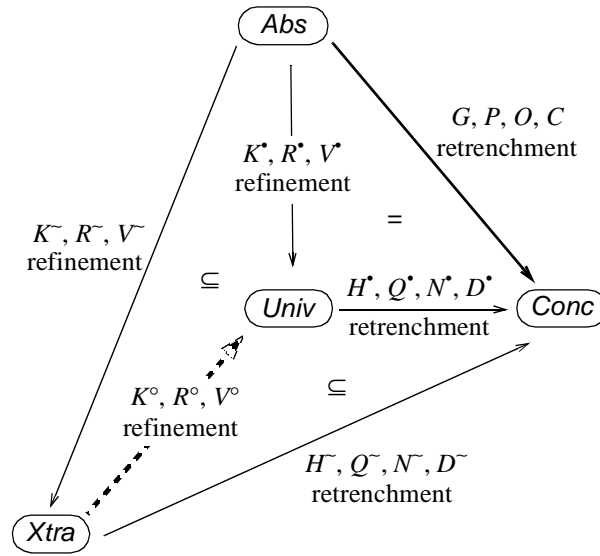 Abs
G, P, O, C
retrenchment
K•, R•, V•
refinement
=
K~, R~, V~
refinement
⊆
H•, Q•, N•, D•
Univ
Conc
retrenchment
K°, R°, V°
refinement
⊆
H~, Q~, N~, D~
retrenchment
Xtra